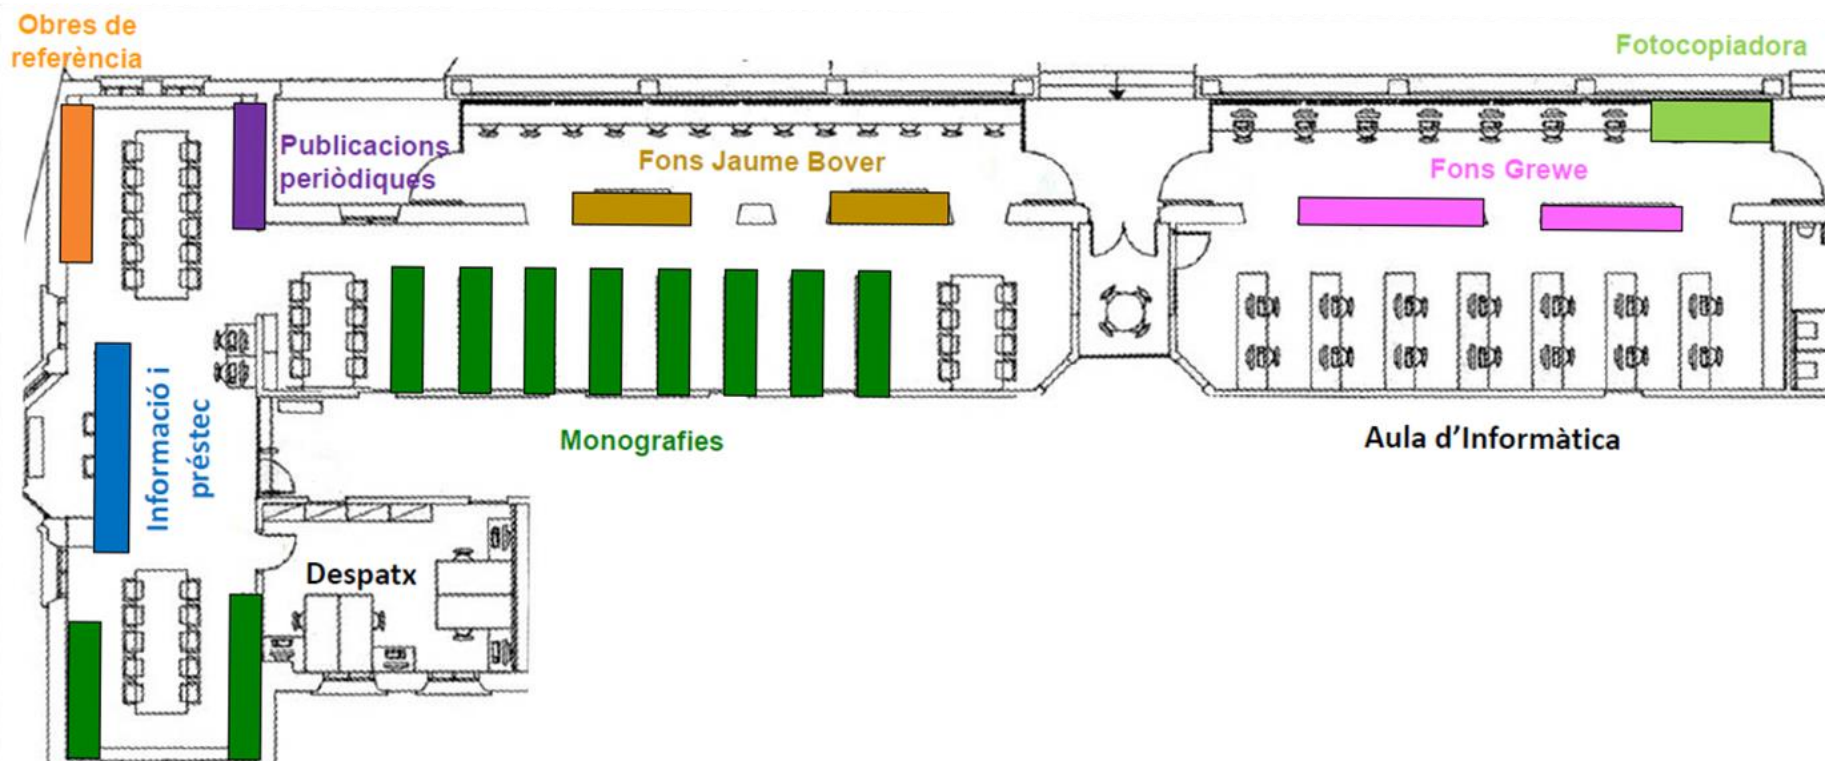 Obres de
referència
Fotocopiadora
Publicacions
periòdiques
Fons Jaume Bover
Fons Grewe
Informació i
préstec
Monografies
Aula d’Informàtica
Despatx